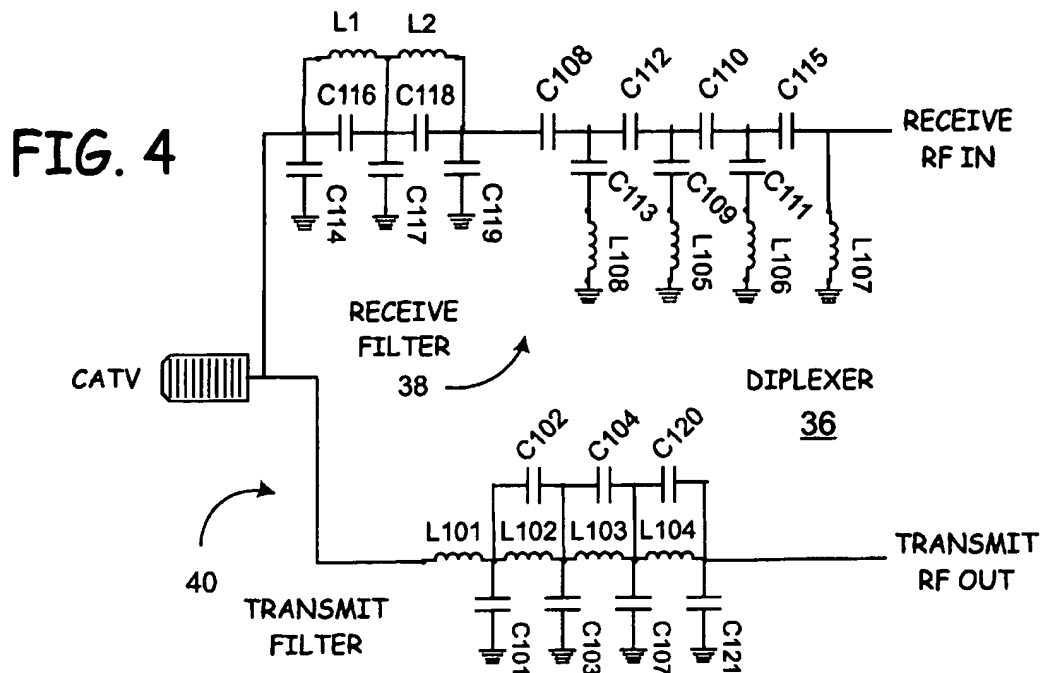 FIG. 4
L1
L2
C116
C118
C108
C112
C110
C115
RECEIVE
RF IN
C114
C117
C119
C113
C109
C111
L108
L105
L106
L107
RECEIVE
FILTER
38
CATV
DIPLEXER
36
C102
C104
C120
L101
L102
L103
L104
TRANSMIT
RF OUT
40
TRANSMIT
FILTER
C101
C103
C107
C121